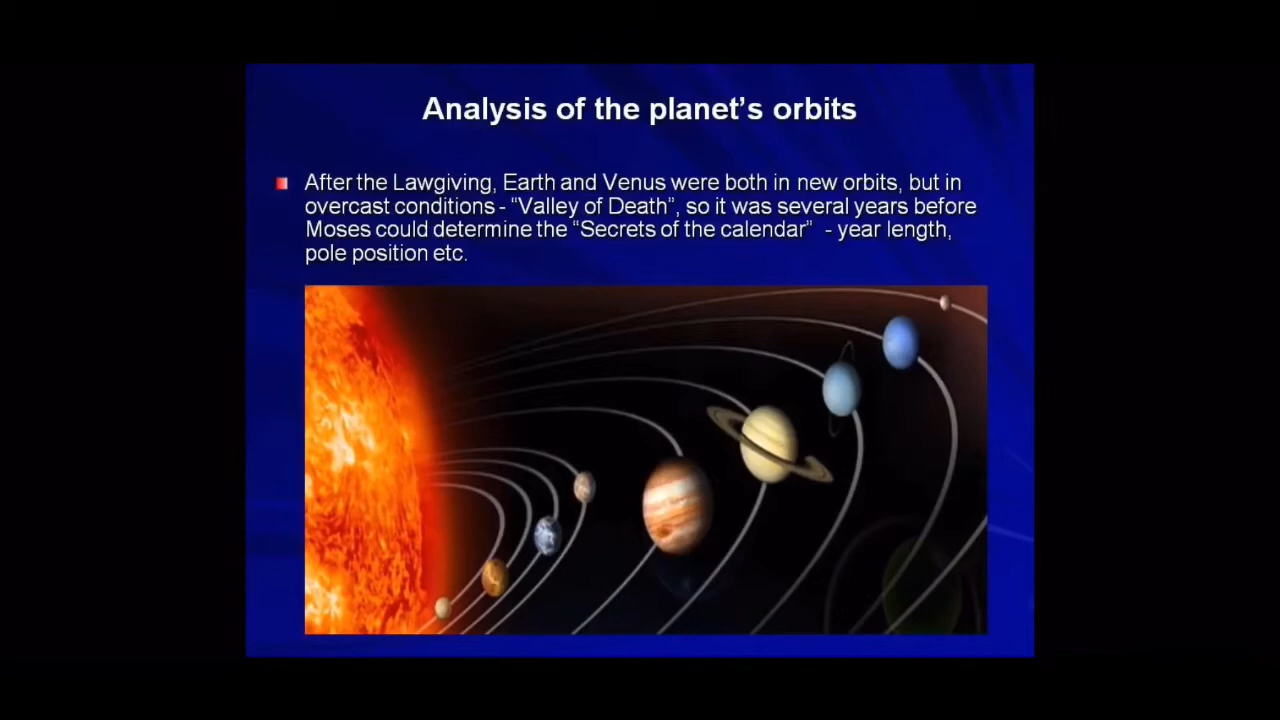 Analysis of the planet’s orbits
After the Lawgiving, Earth and Venus were both in new orbits, but in
overcast conditions - “Valley of Death”, so it was several years before
Moses could determine the “Secrets of the calendar”  - year length,
pole position etc.